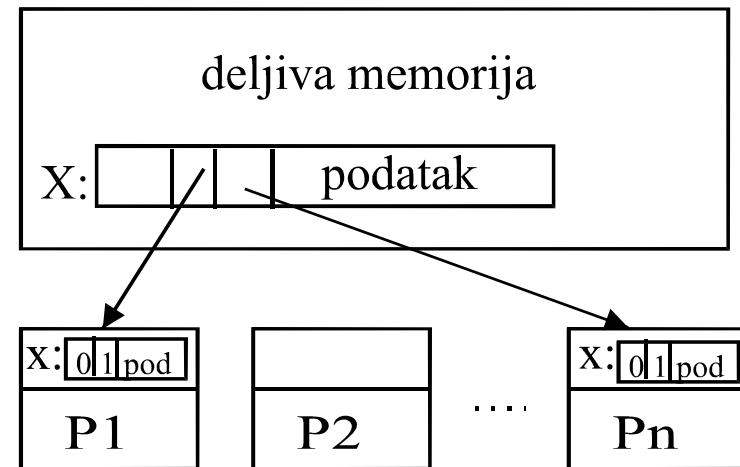 deljiva memorija
X: podatak
x: 0 1 pod x: 0 1 pod
P1 P2 ..... Pn